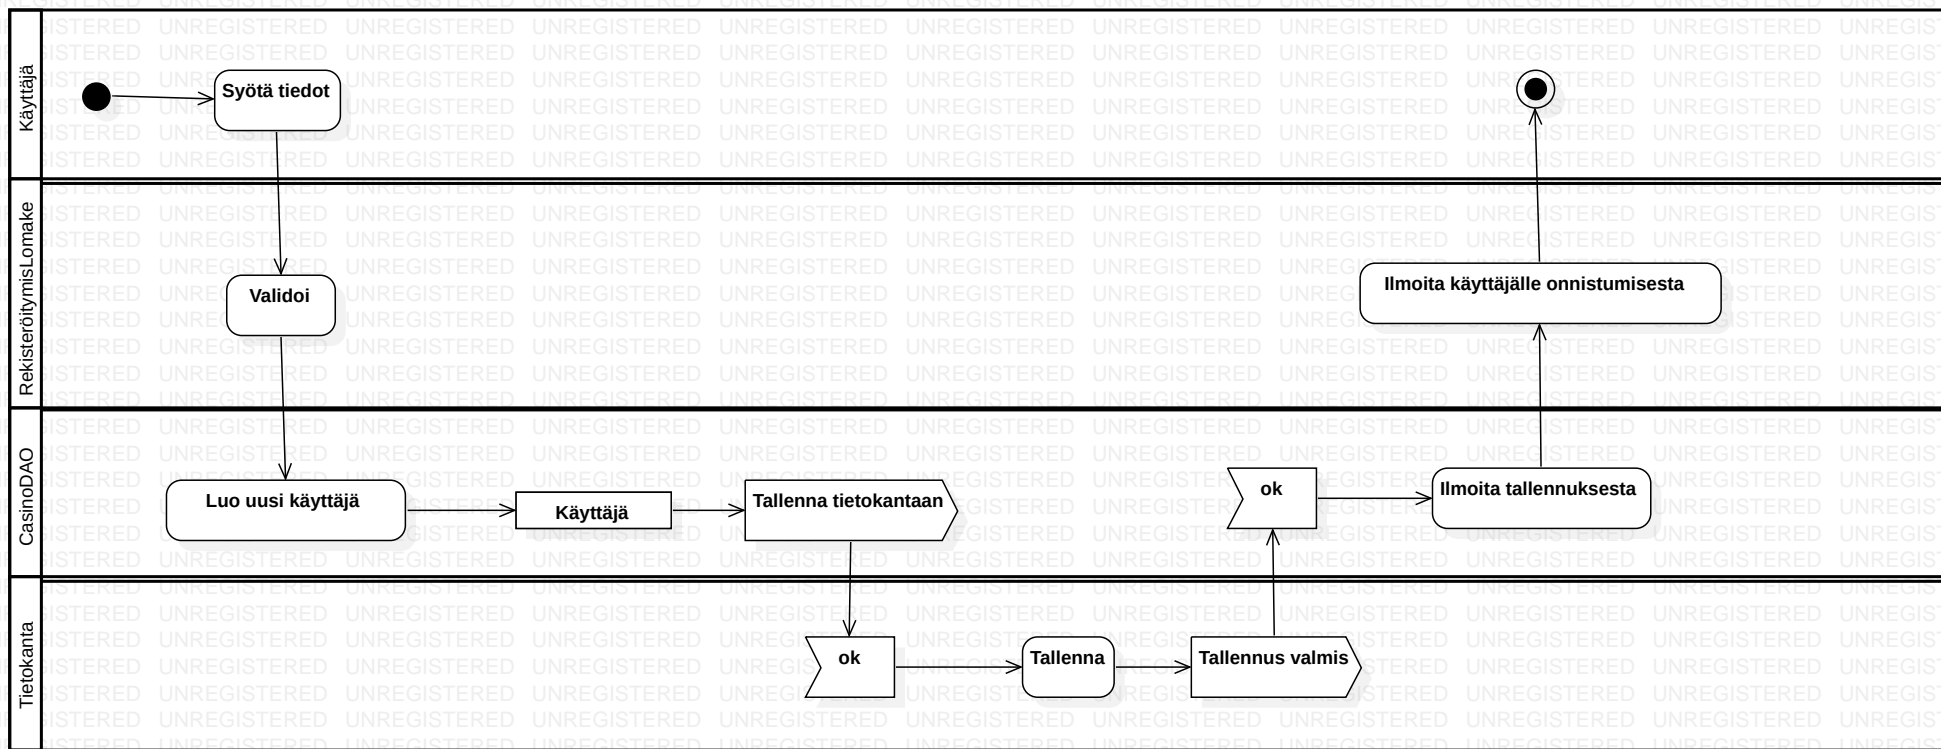 Käyttäjä
Syötä tiedot
RekisteröitymisLomake
Validoi
Ilmoita käyttäjälle onnistumisesta
CasinoDAO
Luo uusi käyttäjä
Käyttäjä
Tallenna tietokantaan
ok
Ilmoita tallennuksesta
Tietokanta
ok
Tallenna
Tallennus valmis
UNREGISTERED